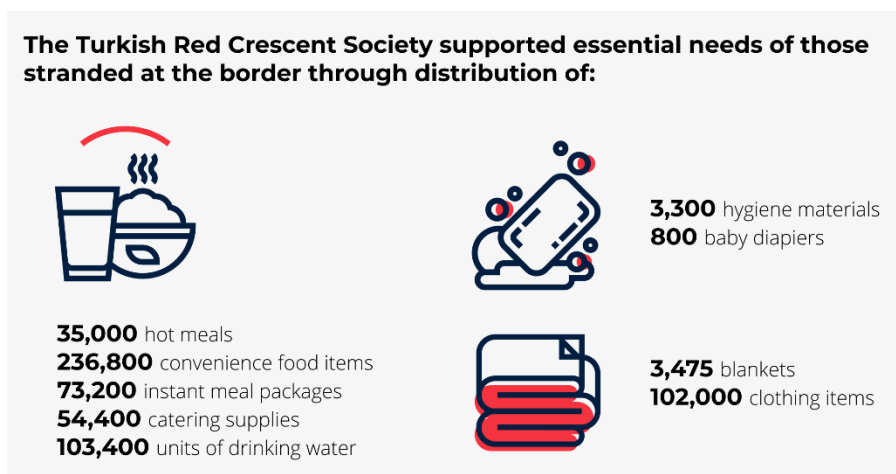 The Turkish Red Crescent Society supported essential needs of those
stranded at the border through distribution of:
35,000 hot meals
236,800 convenience food items
73,200 instant meal packages
54,400 catering supplies
103,400 units of drinking water
3,300 hygiene materials
800 baby diapiers
3,475 blankets
102,000 clothing items